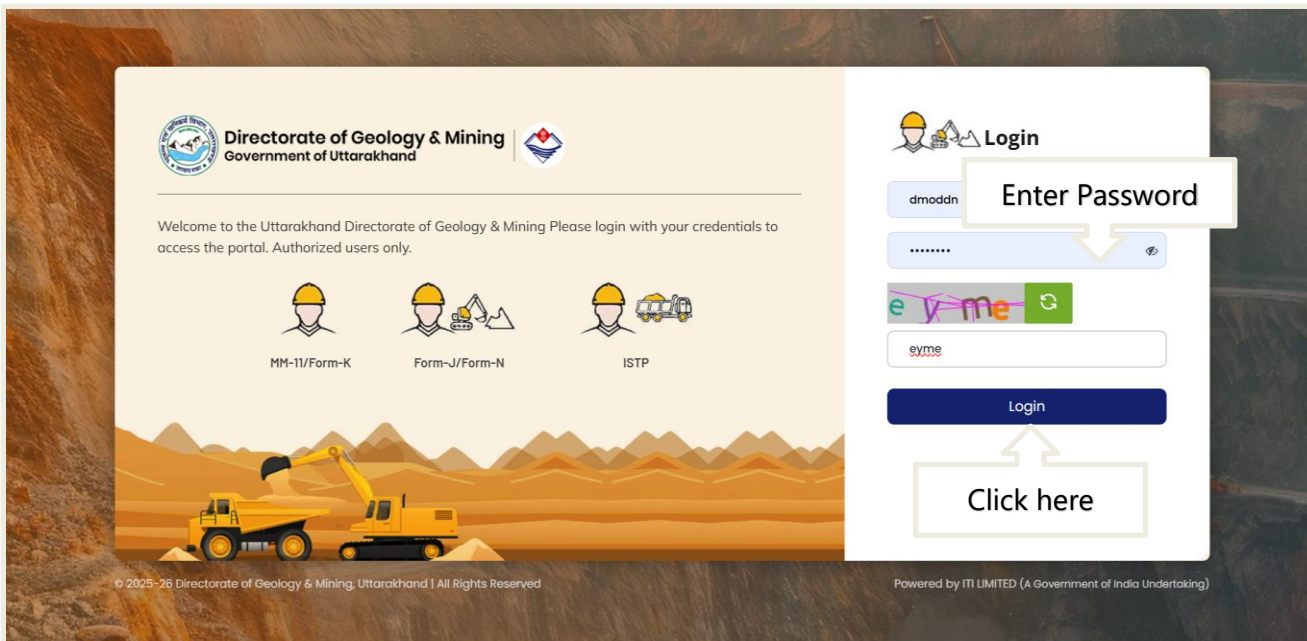 Directorate of Geology & Mining
Government of Uttarakhand
Welcome to the Uttarakhand Directorate of Geology & Mining Please login with your credentials to
access the portal. Authorized users only.
MM-11/Form-K
Form-J/Form-N
ISTP
Login
dmoddn
Enter Password
••••••••
eyme
eyme
Login
Click here
© 2025-26 Directorate of Geology & Mining, Uttarakhand | All Rights Reserved
Powered by ITI LIMITED (A Government of India Undertaking)